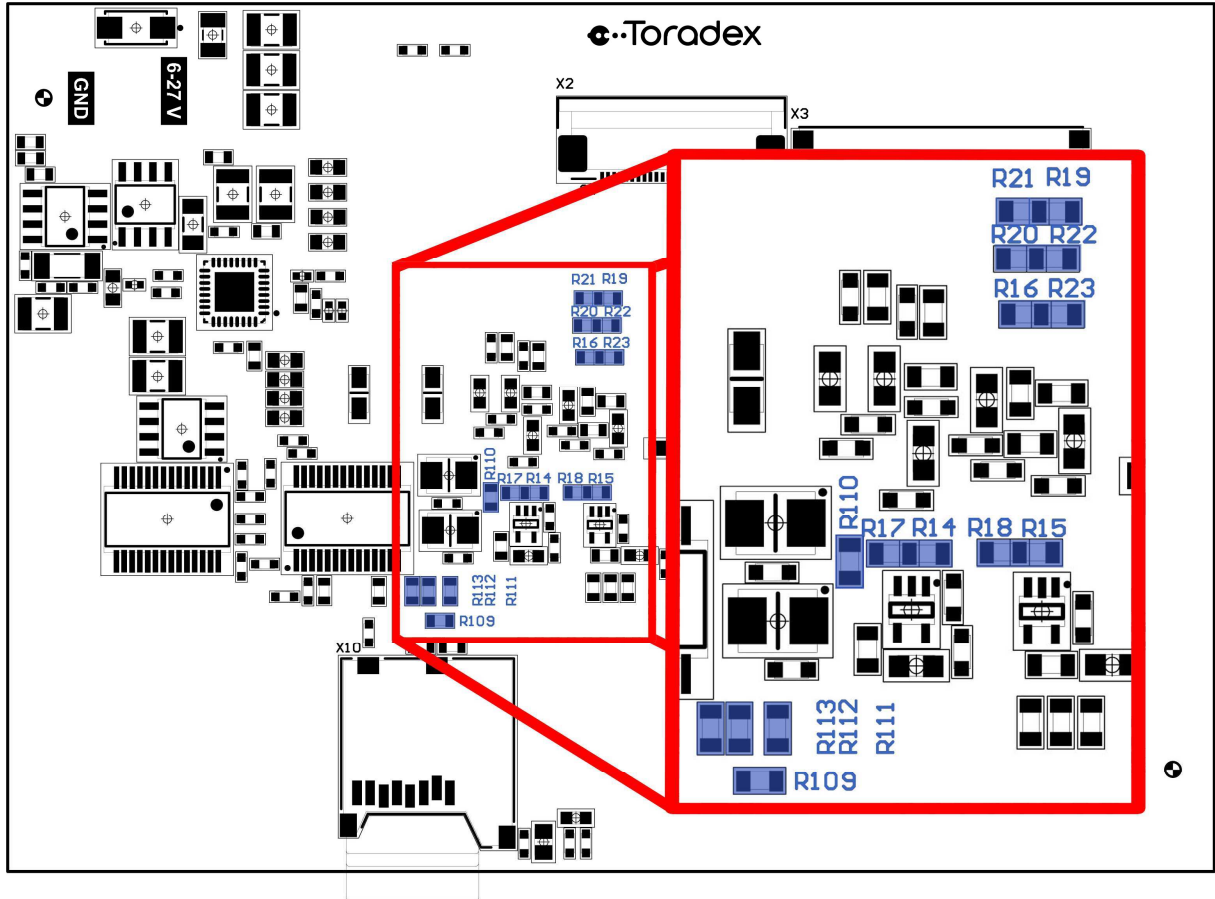 Toradex
GND
6-27 V
X2
X3
R21 R19
R20 R22
R16 R23
R110
R17 R14 R18 R15
R113
R112
R111
R109
X10
R21 R19
R20 R22
R16 R23
R110
R17 R14 R18 R15
R113
R112
R111
R109